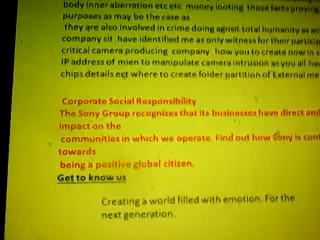 body inner aberration etc etc money looting those facts proving
purposes as may be the case as
they are also involved in crime doing against total humanity as
company sit have identified me as only witness for their
critical camera producing company how you to create now in
IP address of mien to manipulate camera intrusion as you all
chips details ect where to create folder partition of External
Corporate Social Responsibility
The Sony Group recognizes that its businesses have direct and
impact on the
communities in which we operate. Find out how Sony is
towards
being a positive global citizen.
Get to know us
Creating a world filled with emotion. For the
next generation.